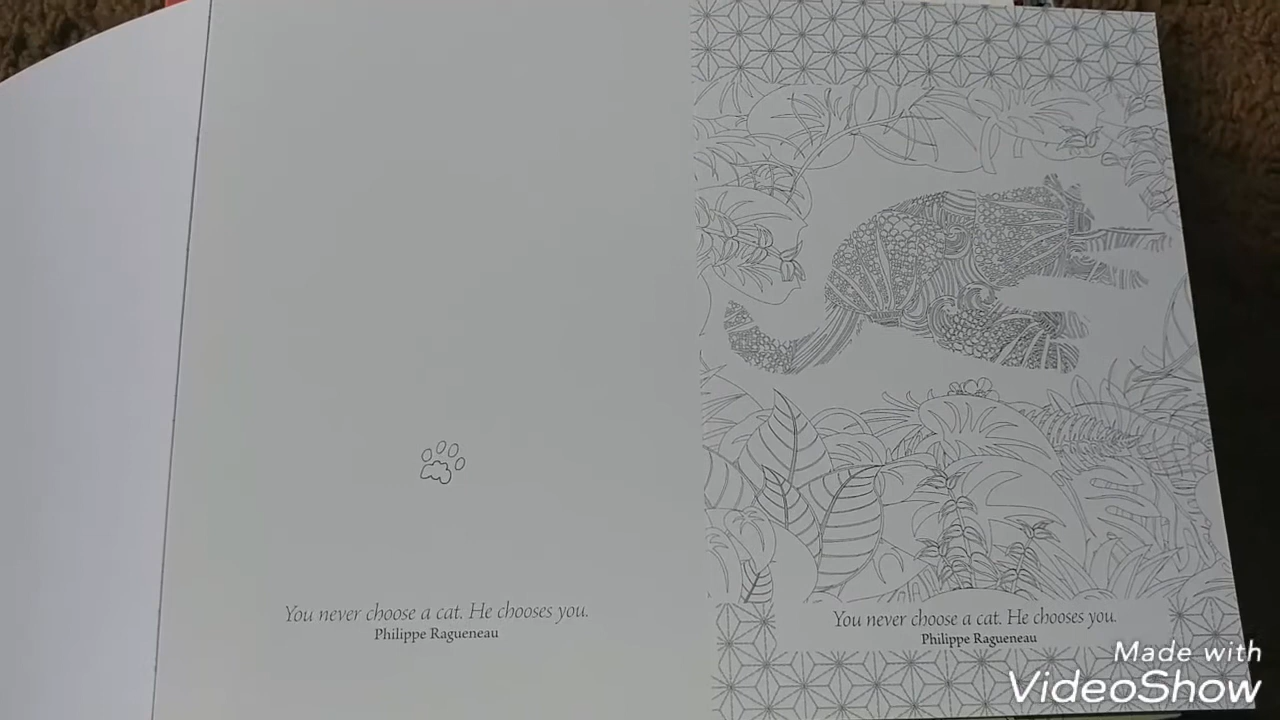 You never choose a cat. He chooses you.
Philippe Ragueneau
You never choose a cat. He chooses you.
Philippe Ragueneau
Made with
VideoShow